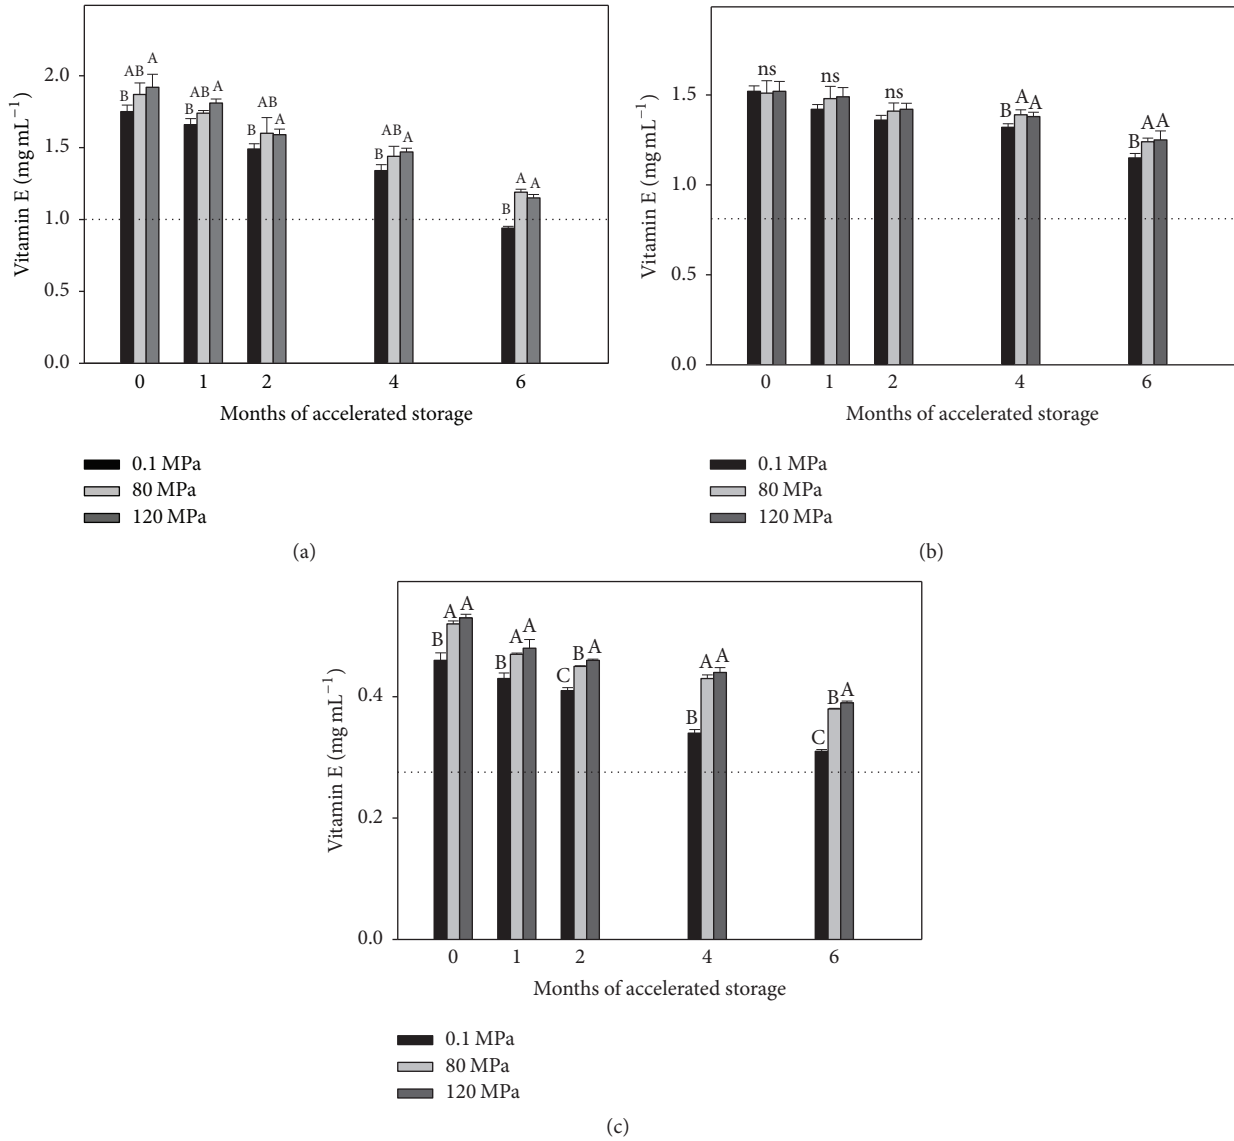 A
AB
B
AB A
B
AB
A
B
AB A
B
A
A
B
2.0
1.5
1.0
0.5
0.0
Vitamin E (mg mL−1)
0 1 2 4 6
Months of accelerated storage
0.1 MPa
80 MPa
120 MPa
(a)
ns
ns
ns
A
B A
A A
B
1.5
1.0
0.5
0.0
Vitamin E (mg mL−1)
0 1 2 4 6
Months of accelerated storage
0.1 MPa
80 MPa
120 MPa
(b)
A A
B
A A
B
A
B
C
A A
B
A
B
C
0.4
0.2
0.0
Vitamin E (mg mL−1)
0 1 2 4 6
Months of accelerated storage
0.1 MPa
80 MPa
120 MPa
(c)